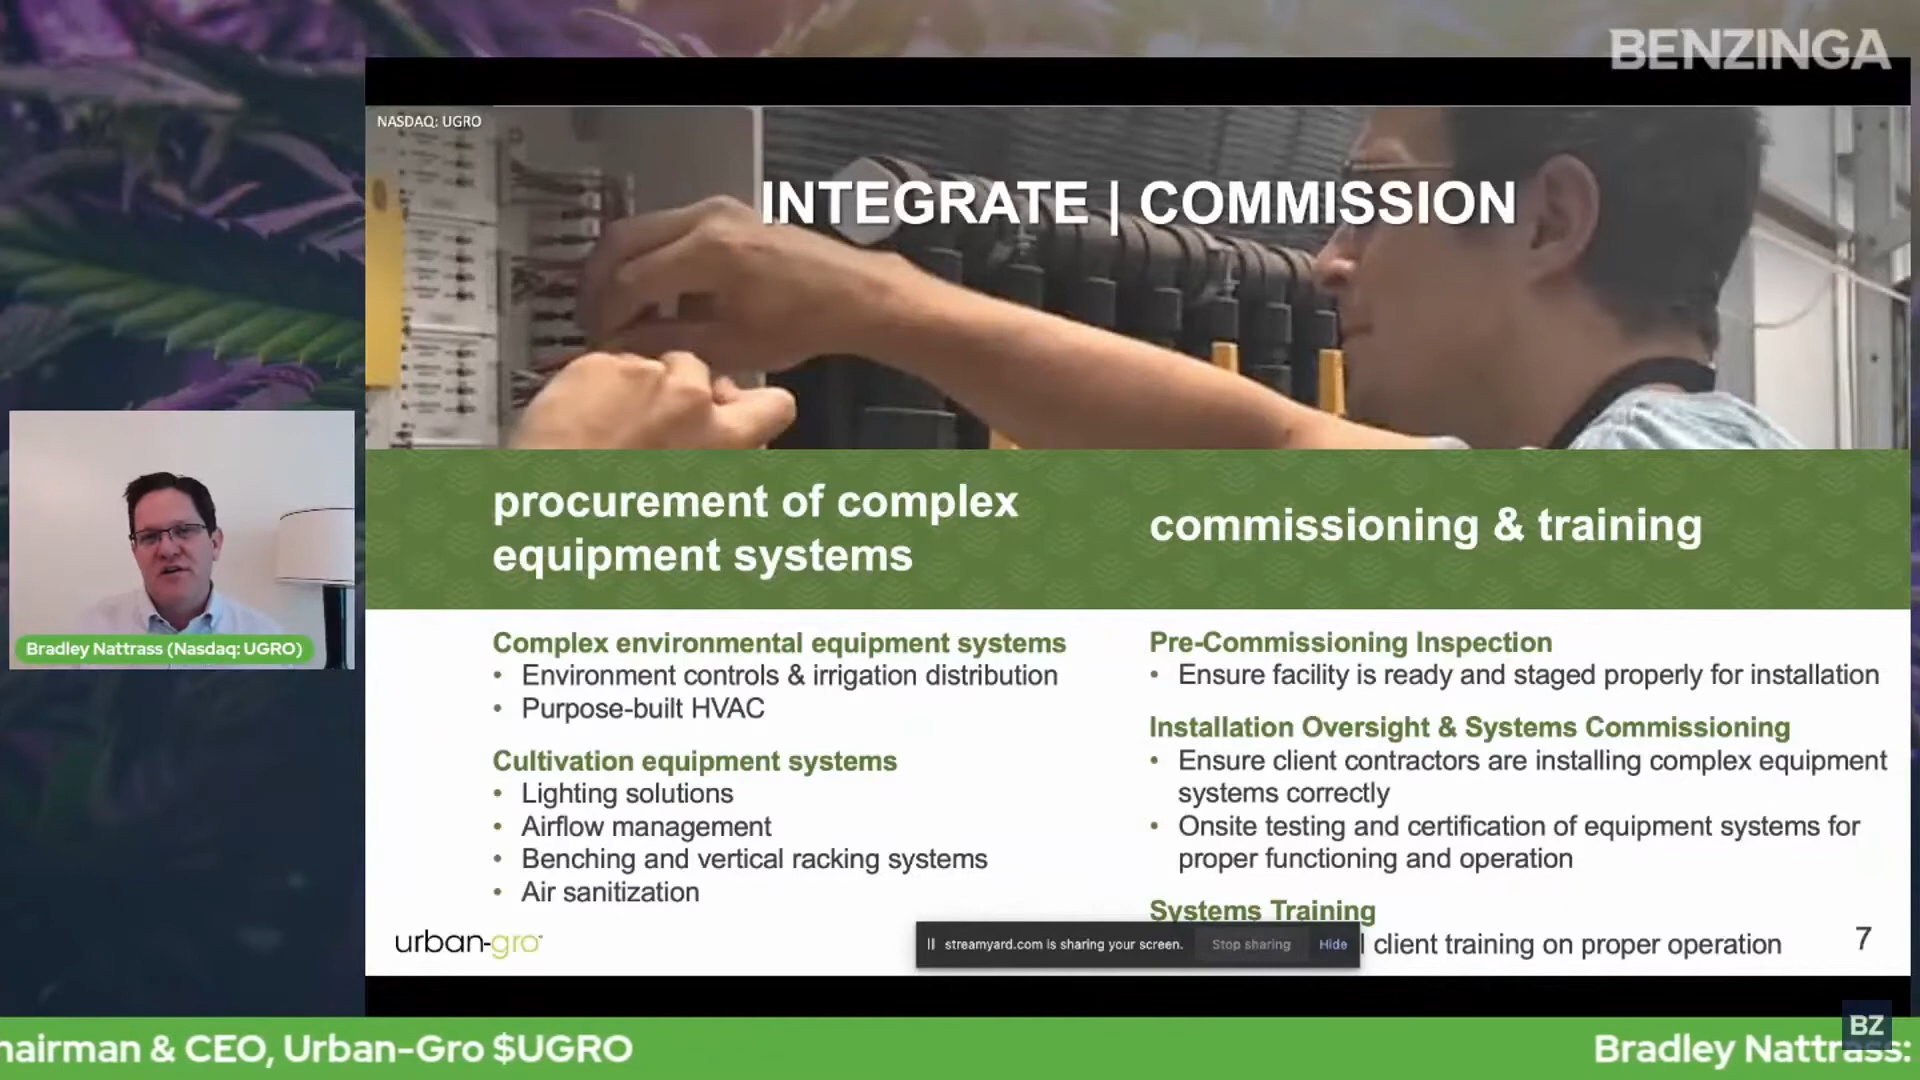 BENZINGA
NASDAQ: UGRO
INTEGRATE | COMMISSION
procurement of complex
equipment systems
commissioning & training
Complex environmental equipment systems
• Environment controls & irrigation distribution
• Purpose-built HVAC
Cultivation equipment systems
• Lighting solutions
• Airflow management
• Benching and vertical racking systems
• Air sanitization
Pre-Commissioning Inspection
• Ensure facility is ready and staged properly for installation
Installation Oversight & Systems Commissioning
• Ensure client contractors are installing complex equipment
systems correctly
• Onsite testing and certification of equipment systems for
proper functioning and operation
Systems Training
client training on proper operation
streamyard.com is sharing your screen. Stop sharing Hide
urban-gro
7
Bradley Nattrass (Nasdaq: UGRO)
BZ
hairman & CEO, Urban-Gro $UGRO
Bradley Nattrass: